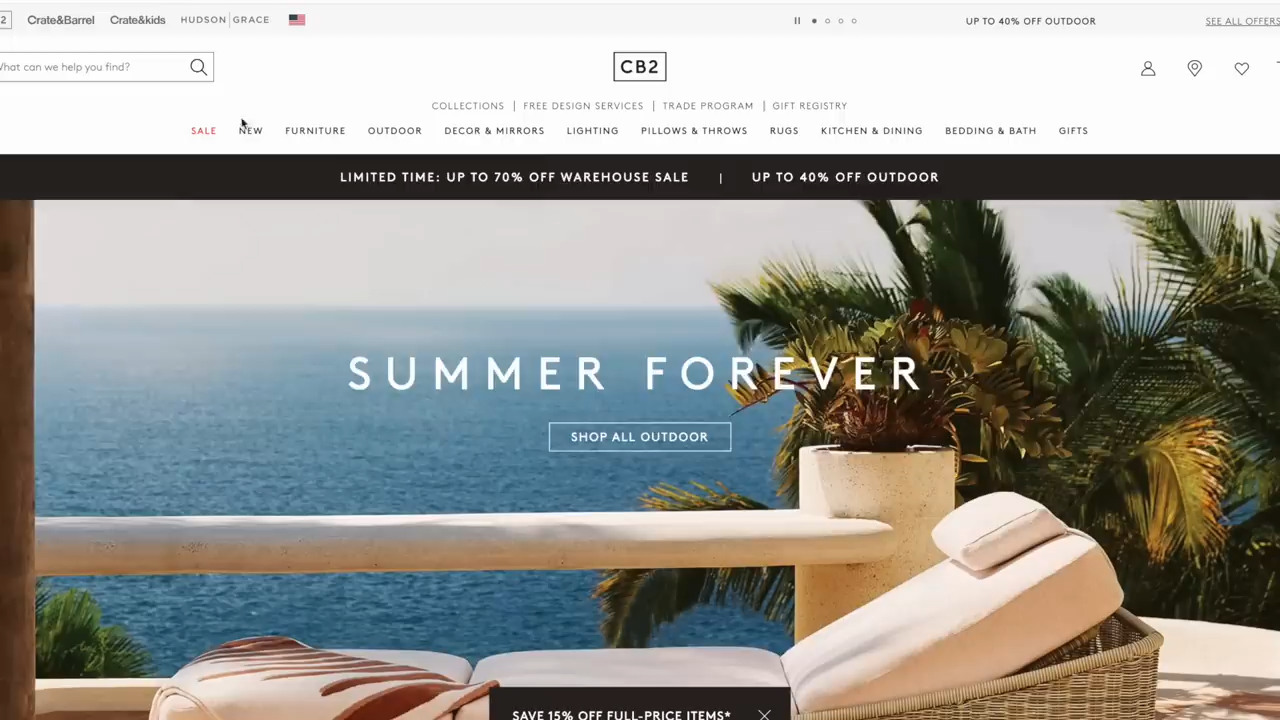 2 Crate&Barrel Crate&kids HUDSON|GRACE UP TO 40% OFF OUTDOOR SEE ALL OFFERS
What can we help you find? CB2
COLLECTIONS | FREE DESIGN SERVICES | TRADE PROGRAM | GIFT REGISTRY
SALE NEW FURNITURE OUTDOOR DECOR & MIRRORS LIGHTING PILLOWS & THROWS RUGS KITCHEN & DINING BEDDING & BATH GIFTS
LIMITED TIME: UP TO 70% OFF WAREHOUSE SALE | UP TO 40% OFF OUTDOOR
SUMMER FOREVER
SHOP ALL OUTDOOR
SAVE 15% OFF FULL-PRICE ITEMS*